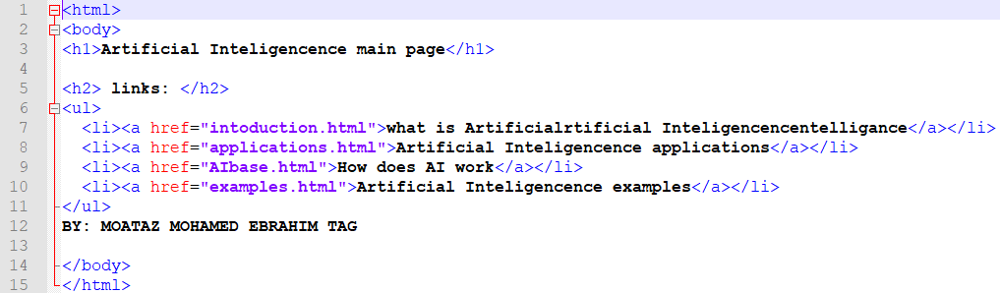 1 <html>
2 <body>
3 <h1>Artificial Inteligencence main page</h1>
4
5 <h2> links: </h2>
6 <ul>
7 <li><a href="intoduction.html">what is Artificialrtificial Inteligencencentelligance</a></li>
8 <li><a href="applications.html">Artificial Inteligencence applications</a></li>
9 <li><a href="AIbase.html">How does AI work</a></li>
10 <li><a href="examples.html">Artificial Inteligencence examples</a></li>
11 </ul>
12 BY: MOATAZ MOHAMED EBRAHIM TAG
13
14 </body>
15 </html>